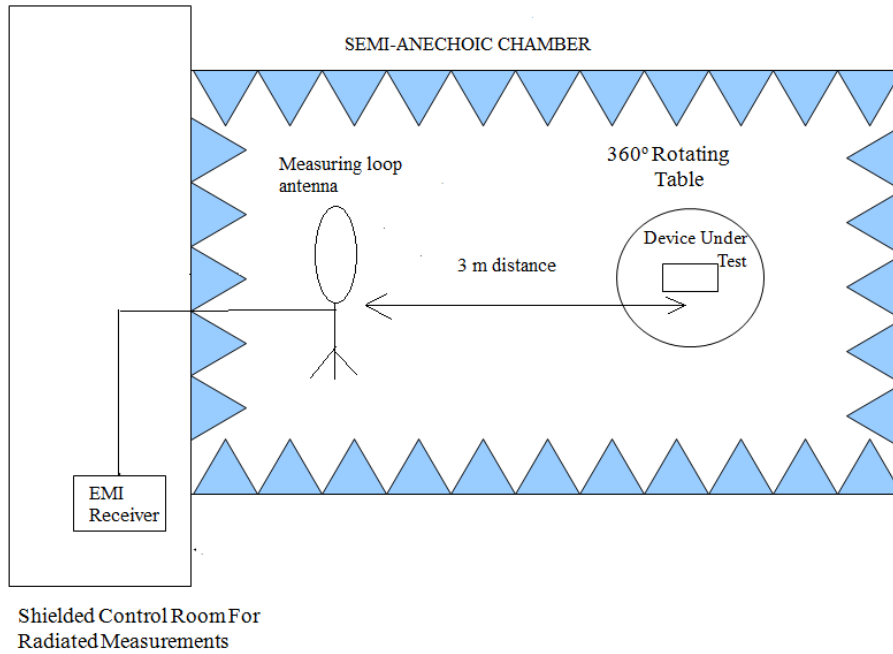 SEMI-ANECHOIC CHAMBER
Measuring loop
antenna
360º Rotating
Table
Device Under
Test
3 m distance
EMI
Receiver
Shielded Control Room For
Radiated Measurements